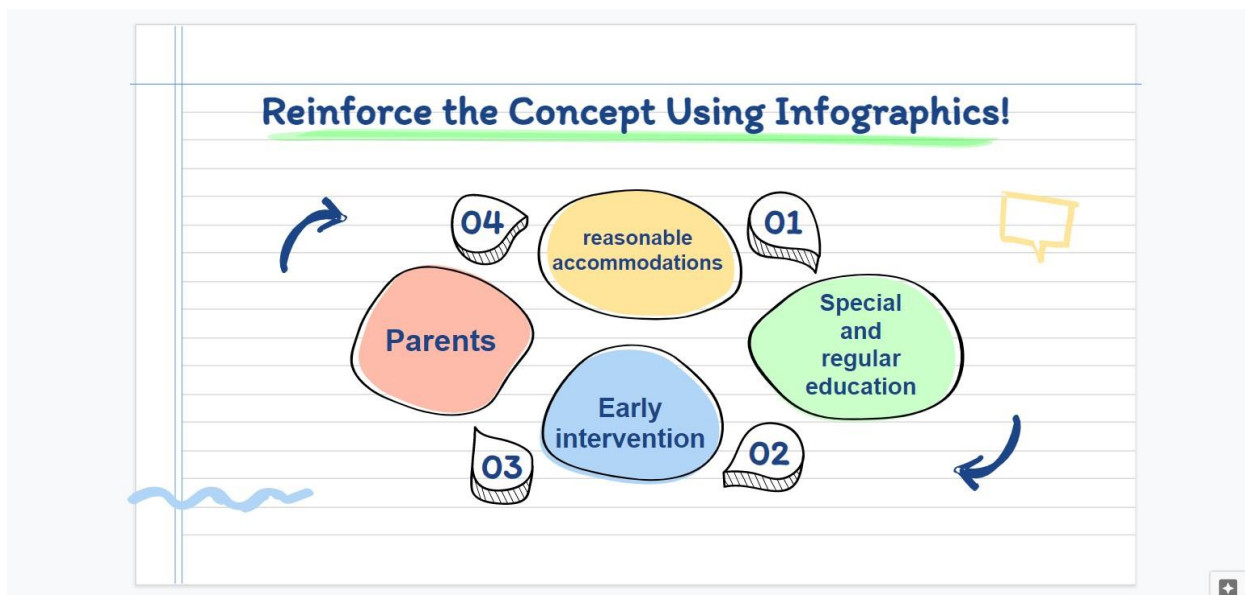 Reinforce the Concept Using Infographics!
04
reasonable
accommodations
01
Special
and
regular
education
Parents
Early
intervention
03
02